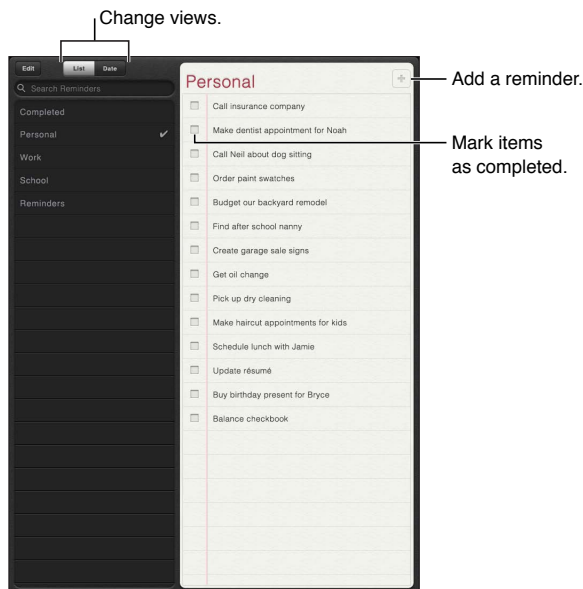 Change views.
Edit
List
Date
Search Reminders
Completed
Personal
Work
School
Reminders
Personal
Call insurance company
Make dentist appointment for Noah
Call Neil about dog sitting
Order paint swatches
Budget our backyard remodel
Find after school nanny
Create garage sale signs
Get oil change
Pick up dry cleaning
Make haircut appointments for kids
Schedule lunch with Jamie
Update résumé
Buy birthday present for Bryce
Balance checkbook
Add a reminder.
Mark items
as completed.